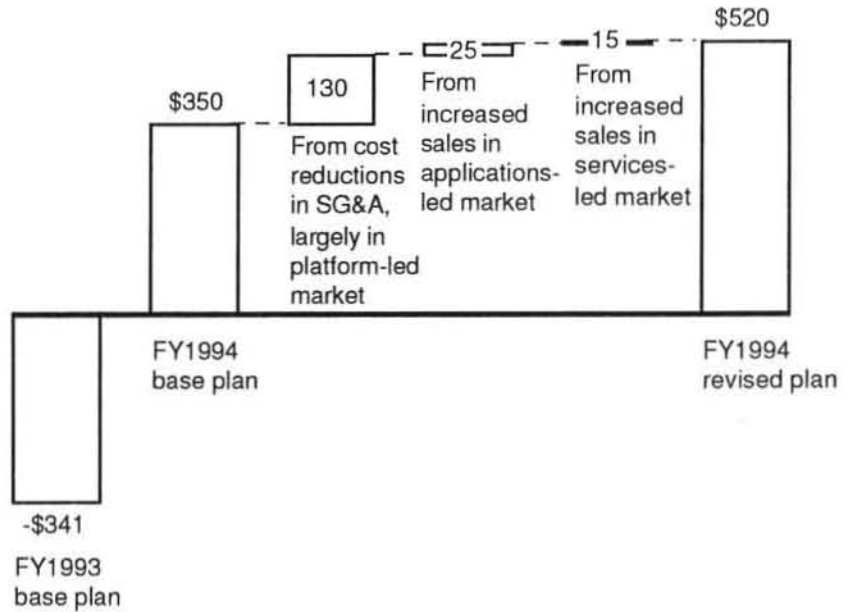 $350
130
From cost
reductions
in SG&A,
largely in
platform-led
market
25
From
increased
sales in
applications-
led market
15
From
increased
sales in
services-
led market
$520
FY1994
base plan
FY1994
revised plan
-$341
FY1993
base plan